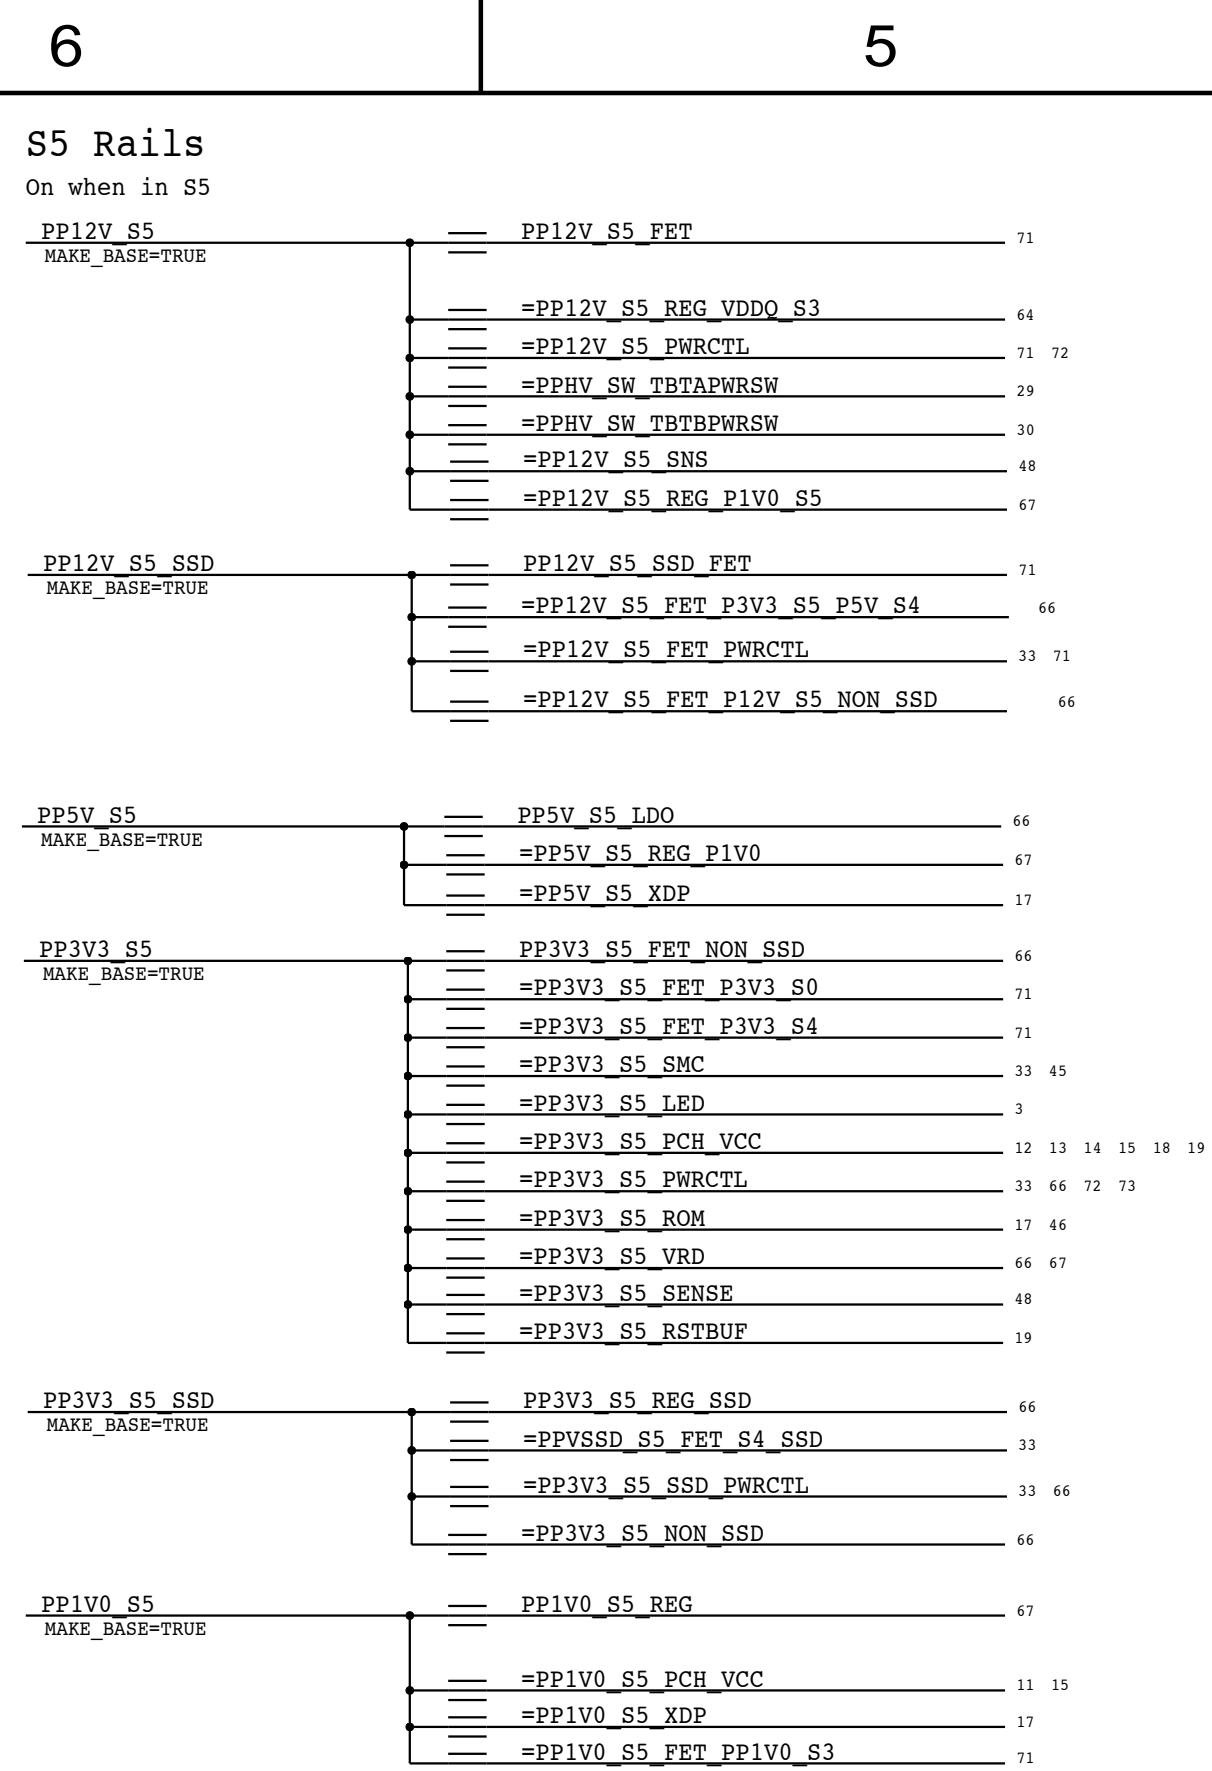 6 5
S5 Rails
On when in S5
PP12V_S5 PP12V_S5_FET 71
MAKE_BASE=TRUE
=PP12V_S5_REG_VDDQ_S3 64
=PP12V_S5_PWRCTL 71 72
=PPHV_SW_TBTAPWRSW 29
=PPHV_SW_TBTBPWRSW 30
=PP12V_S5_SNS 48
=PP12V_S5_REG_P1V0_S5 67
PP12V_S5_SSD PP12V_S5_SSD_FET 71
MAKE_BASE=TRUE
=PP12V_S5_FET_P3V3_S5_P5V_S4 66
=PP12V_S5_FET_PWRCTL 33 71
=PP12V_S5_FET_P12V_S5_NON_SSD 66
PP5V_S5 PP5V_S5_LDO 66
MAKE_BASE=TRUE
=PP5V_S5_REG_P1V0 67
=PP5V_S5_XDP 17
PP3V3_S5 PP3V3_S5_FET_NON_SSD 66
MAKE_BASE=TRUE
=PP3V3_S5_FET_P3V3_S0 71
=PP3V3_S5_FET_P3V3_S4 71
=PP3V3_S5_SMC 33 45
=PP3V3_S5_LED 3
=PP3V3_S5_PCH_VCC 12 13 14 15 18 19
=PP3V3_S5_PWRCTL 33 66 72 73
=PP3V3_S5_ROM 17 46
=PP3V3_S5_VRD 66 67
=PP3V3_S5_SENSE 48
=PP3V3_S5_RSTBUF 19
PP3V3_S5_SSD PP3V3_S5_REG_SSD 66
MAKE_BASE=TRUE
=PPVSSD_S5_FET_S4_SSD 33
=PP3V3_S5_SSD_PWRCTL 33 66
=PP3V3_S5_NON_SSD 66
PP1V0_S5 PP1V0_S5_REG 67
MAKE_BASE=TRUE
=PP1V0_S5_PCH_VCC 11 15
=PP1V0_S5_XDP 17
=PP1V0_S5_FET_PP1V0_S3 71